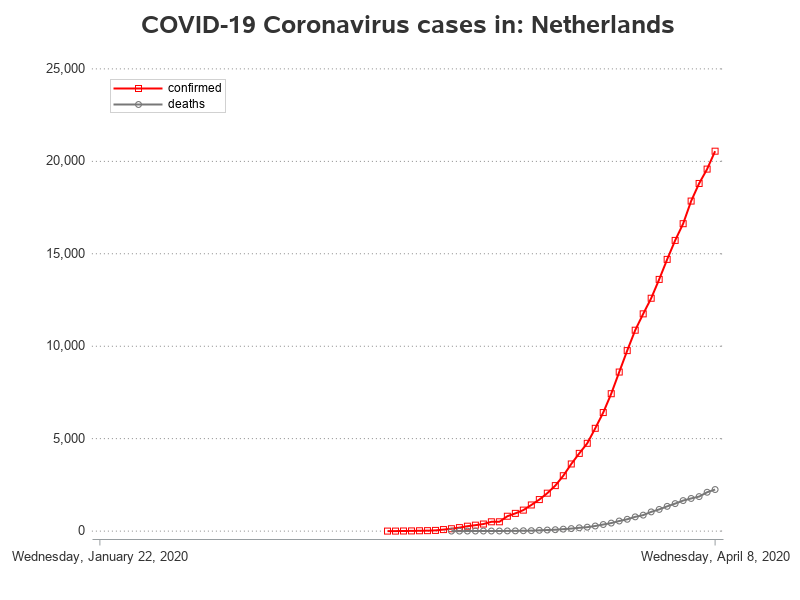 COVID-19 Coronavirus cases in: Netherlands
25,000
confirmed
deaths
20,000
15,000
10,000
5,000
0
Wednesday, January 22, 2020 Wednesday, April 8, 2020